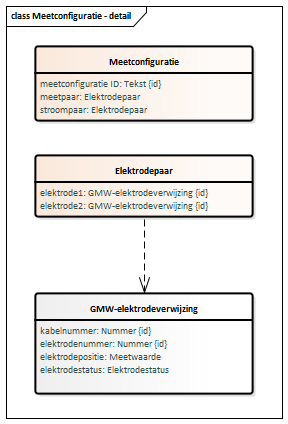 class Meetconfiguratie - detail
Meetconfiguratie
meetconfiguratie ID: Tekst {id}
meetpaar: Elektrodepaar
stroompaar: Elektrodepaar
Elektrodepaar
elektrode1: GMW-elektrodeverwijzing {id}
elektrode2: GMW-elektrodeverwijzing {id}
GMW-elektrodeverwijzing
kabelnummer: Nummer {id}
elektrodenummer: Nummer {id}
elektrodepositie: Meetwaarde
elektrodestatus: Elektrodestatus